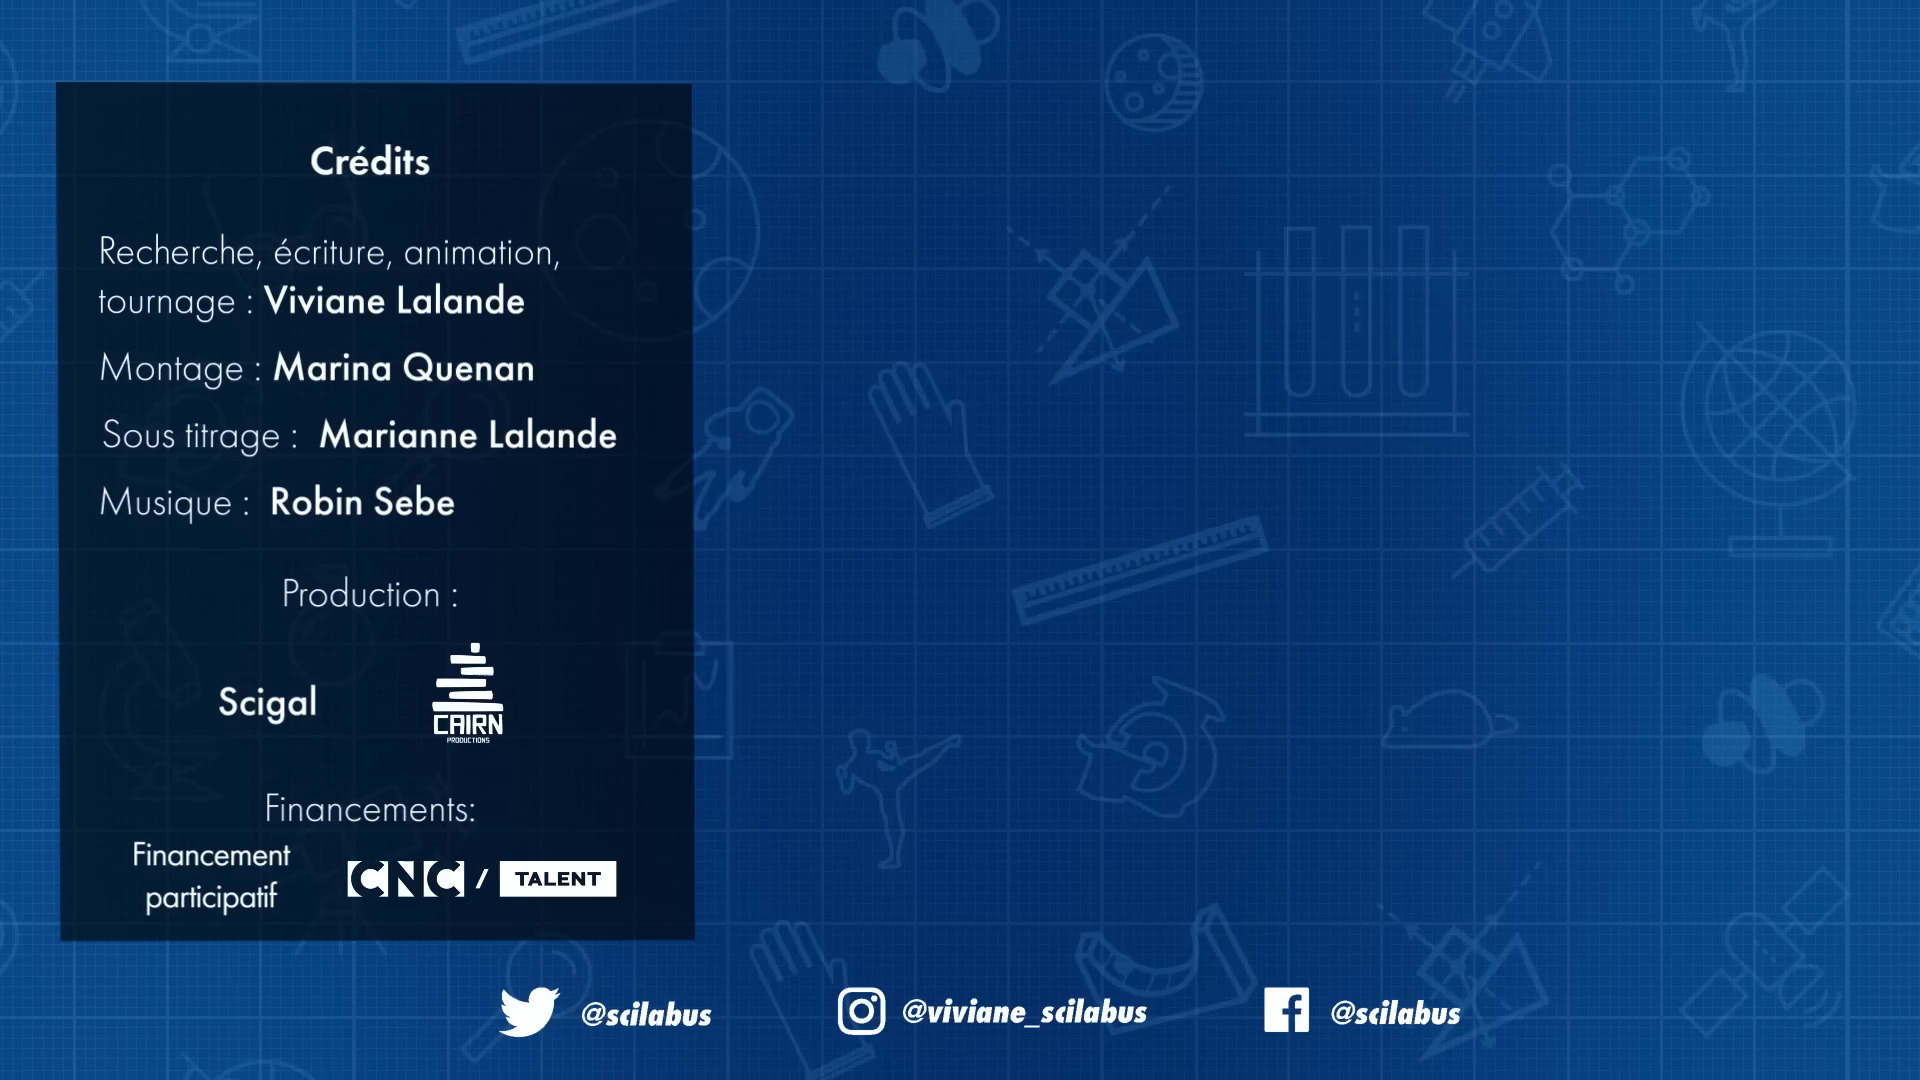 Crédits
Recherche, écriture, animation,
tournage : Viviane Lalande
Montage : Marina Quenan
Sous titrage : Marianne Lalande
Musique : Robin Sebe
Production :
Scigal
CAIRN
PRODUCTIONS
Financements:
Financement
participatif
CNC / TALENT
@scilabus
@viviane_scilabus
@scilabus